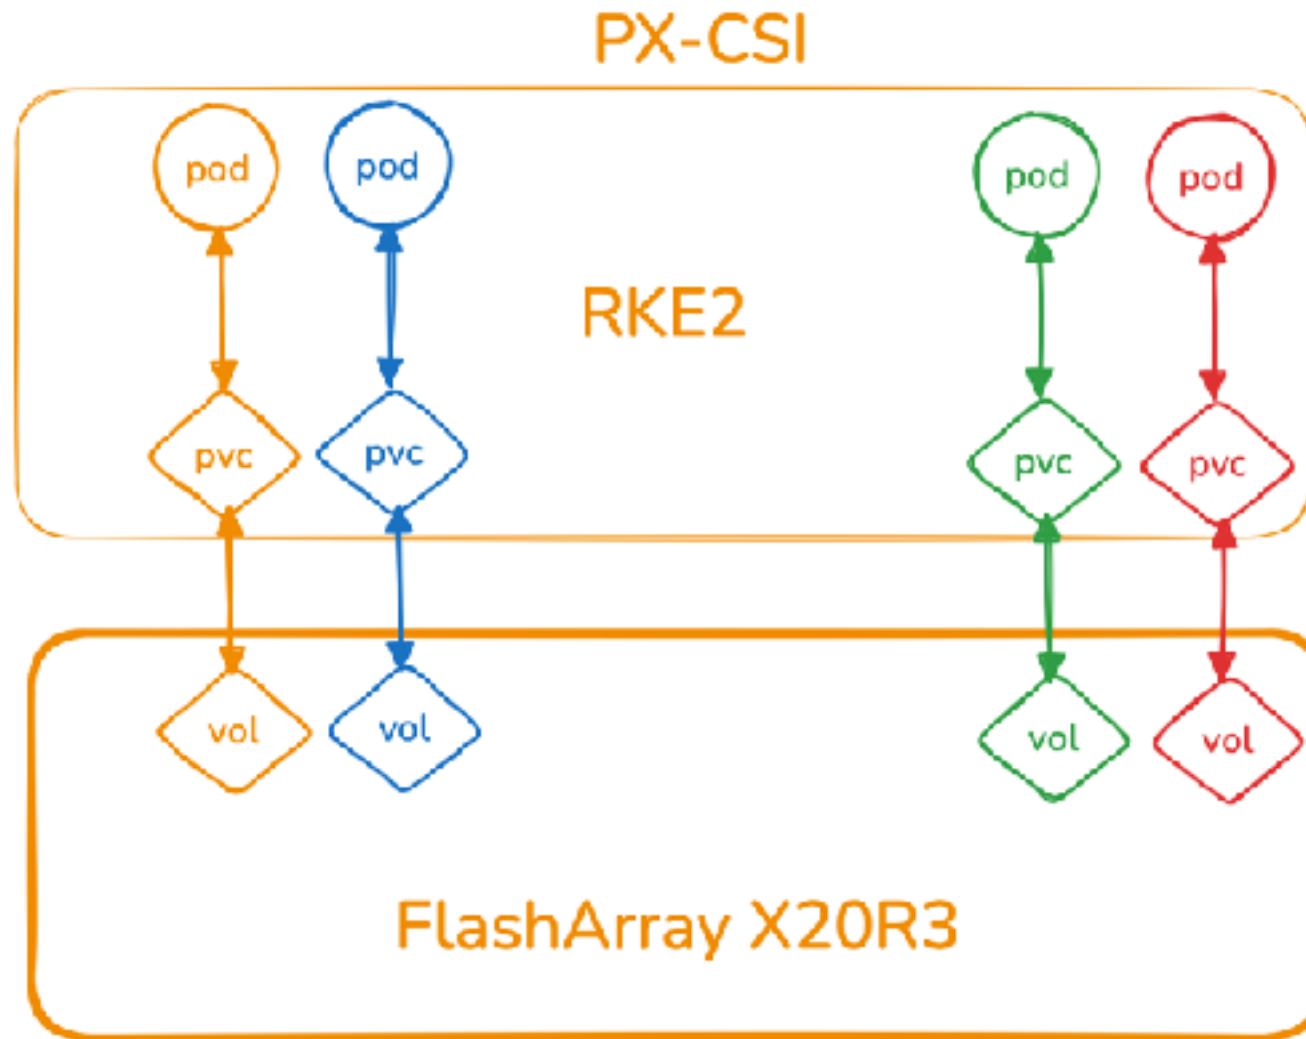 PX-CSI
pod pod pod pod
RKE2
pvc pvc pvc pvc
vol vol vol vol
FlashArray X20R3